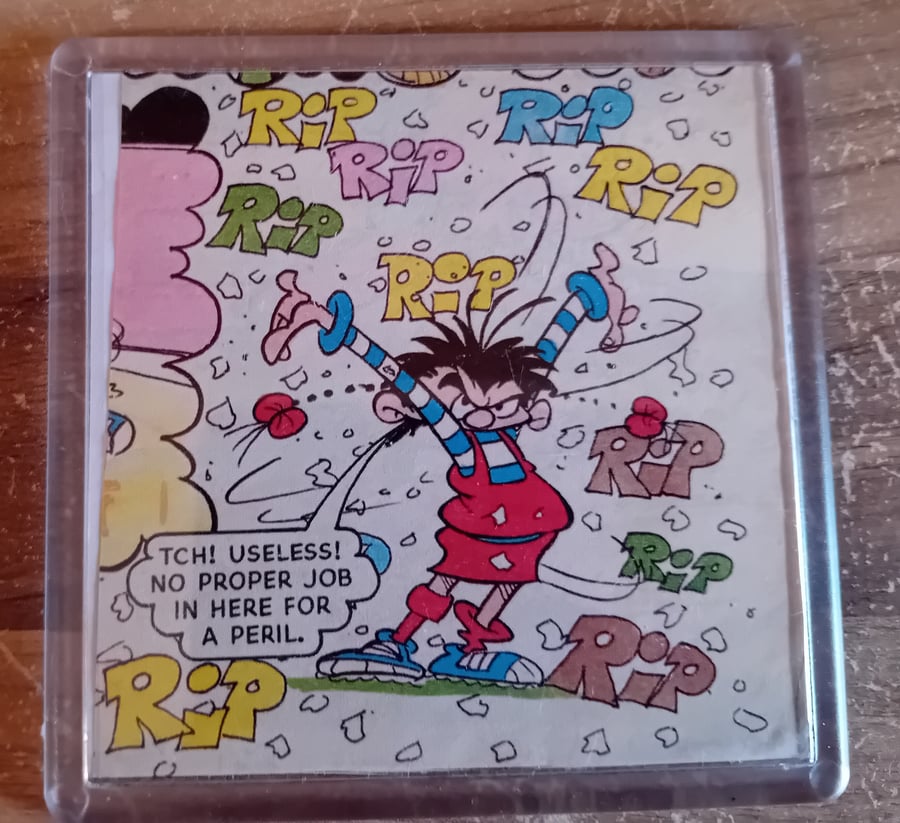 RiP
RiP
RiP
RiP
RiP
RiP
RiP
TCH! USELESS!
NO PROPER JOB
IN HERE FOR
A PERIL.
RiP
RiP
RiP